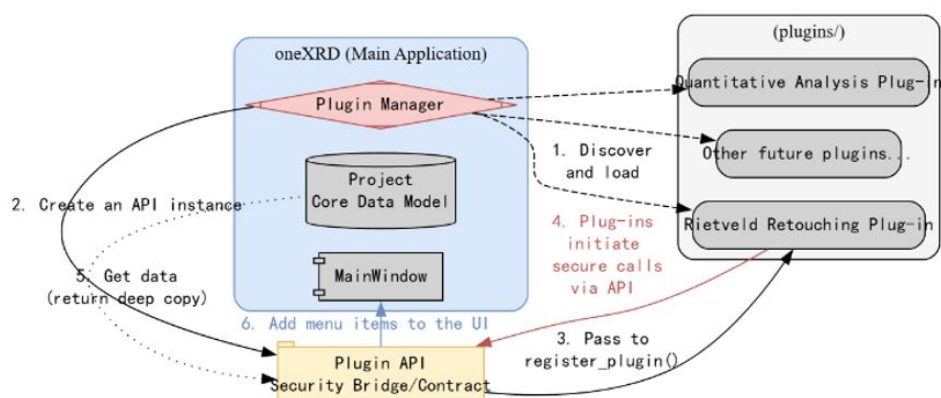 oneXRD (Main Application)
Plugin Manager
Project
Core Data Model
MainWindow
(plugins/)
Quantitative Analysis Plug-in
Other future plugins...
Rietveld Retouching Plug-in
1. Discover
and load
2. Create an API instance
4. Plug-ins
initiate
secure calls
via API
5. Get data
(return deep copy)
6. Add menu items to the UI
3. Pass to
register_plugin()
Plugin API
Security Bridge/Contract